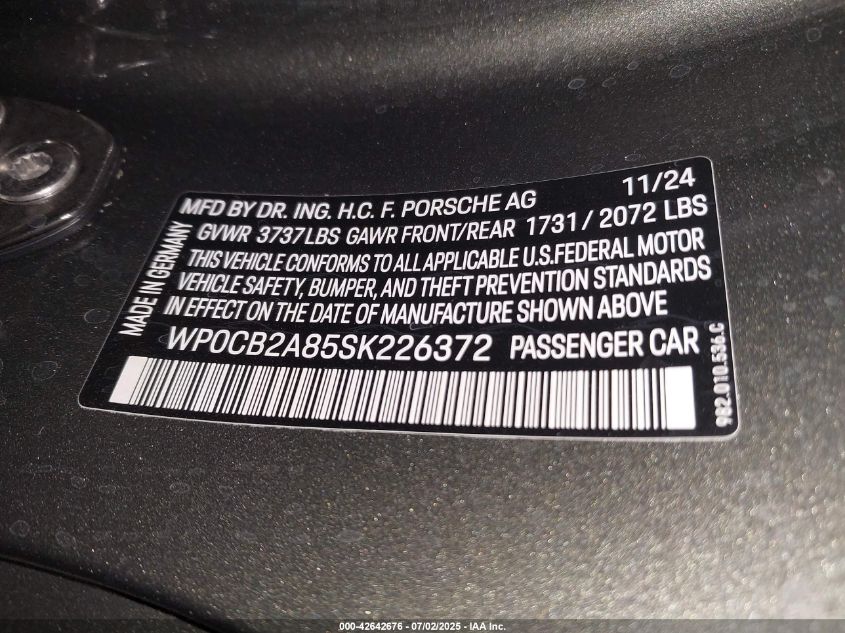 MFD BY DR. ING. H.C. F. PORSCHE AG 11/24
GVWR 3737LBS GAWR FRONT/REAR 1731/2072 LBS
THIS VEHICLE CONFORMS TO ALL APPLICABLE U.S.FEDERAL MOTOR
VEHICLE SAFETY, BUMPER, AND THEFT PREVENTION STANDARDS
IN EFFECT ON THE DATE OF MANUFACTURE SHOWN ABOVE
MADE IN GERMANY
WP0CB2A85SK226372 PASSENGER CAR
982.010.536.C
000-42642676 - 07/02/2025 - IAA Inc.